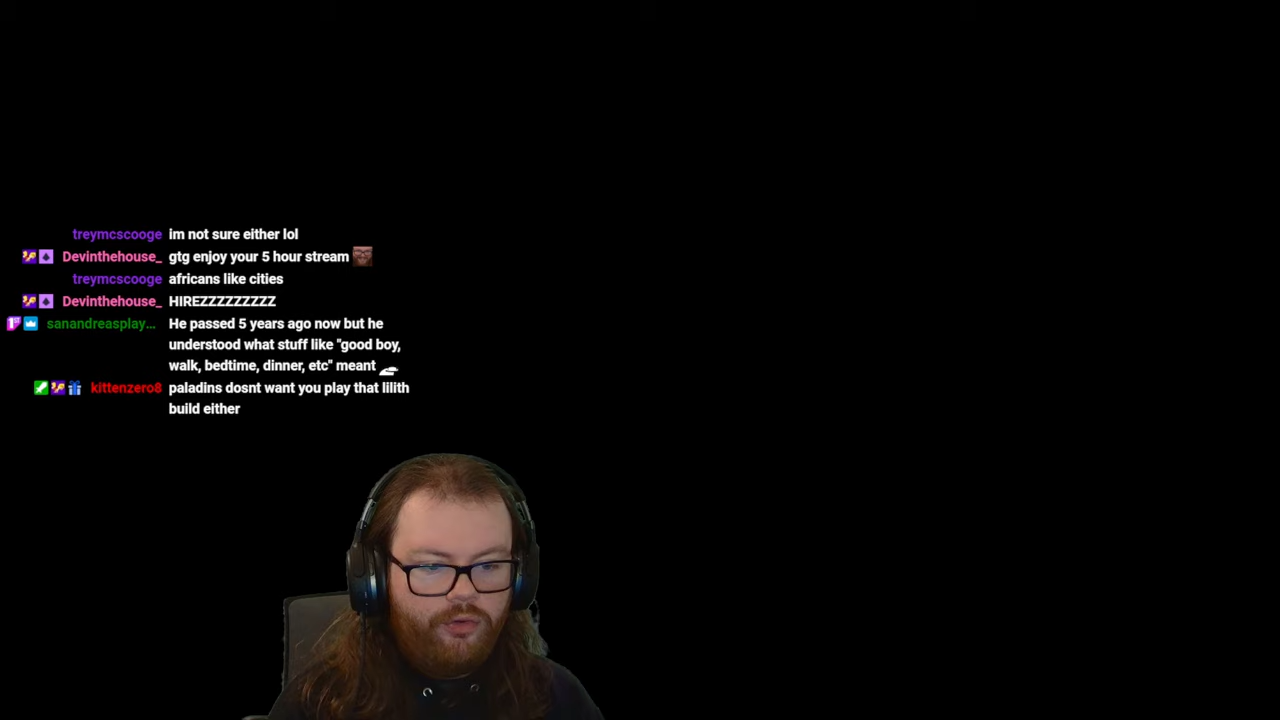 treymcscooge im not sure either lol
Devinthehouse_ gtg enjoy your 5 hour stream
treymcscooge africans like cities
Devinthehouse_ HIREZZZZZZZZZ
sanandreasplay... He passed 5 years ago now but he
understood what stuff like "good boy,
walk, bedtime, dinner, etc" meant
kittenzero8 paladins dosnt want you play that lilith
build either